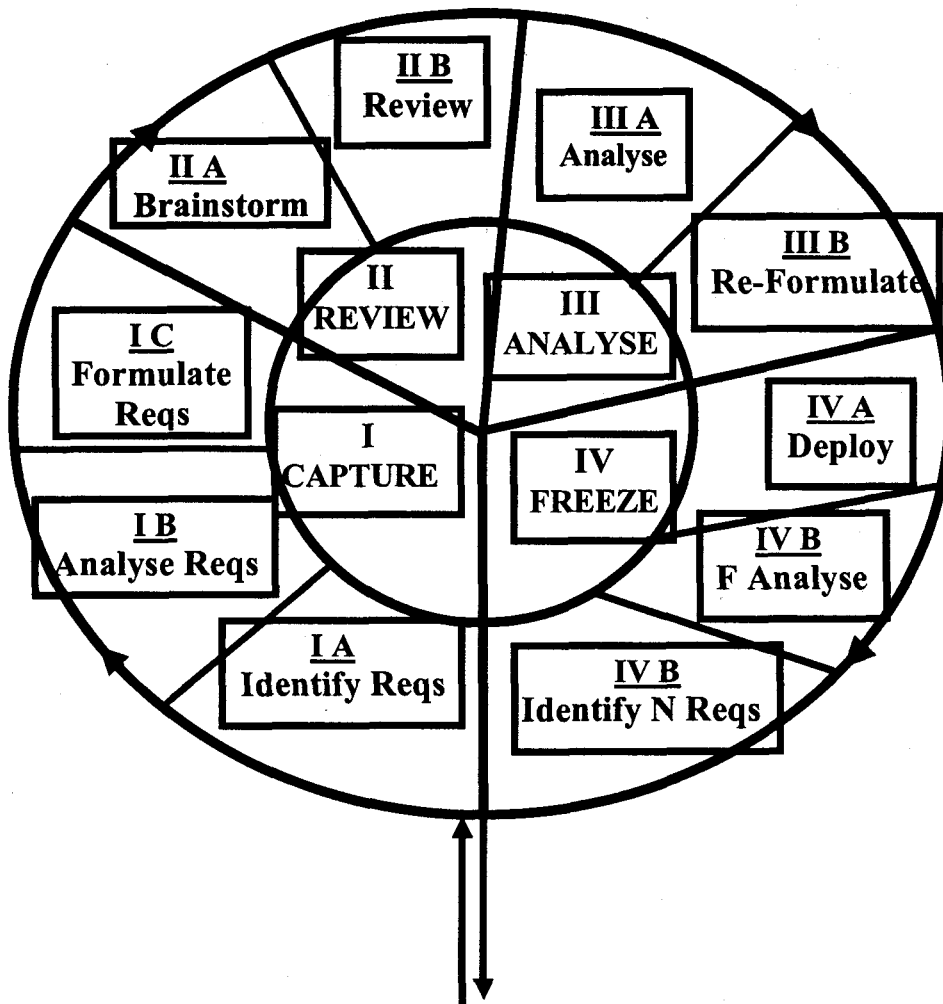 II B
Review
III A
Analyse
II A
Brainstorm
III B
Re-Formulate
II
REVIEW
III
ANALYSE
I C
Formulate
Reqs
IV A
Deploy
I
CAPTURE
IV
FREEZE
I B
Analyse Reqs
IV B
F Analyse
I A
Identify Reqs
IV B
Identify N Reqs